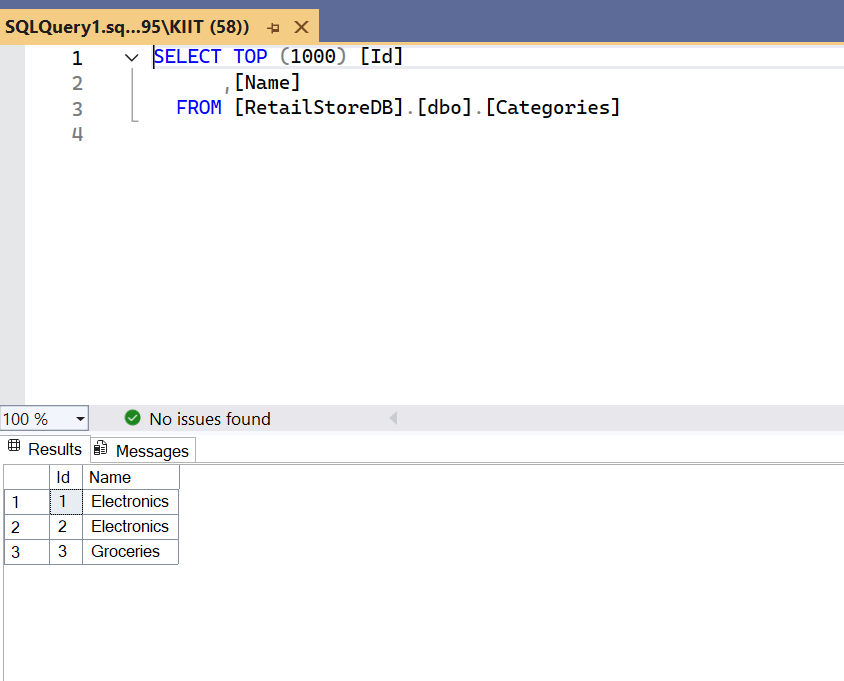 SQLQuery1.sq...95\KIIT (58))
1 SELECT TOP (1000) [Id]
2 ,[Name]
3 FROM [RetailStoreDB].[dbo].[Categories]
4
100 % No issues found
Results Messages
Id Name
1 1 Electronics
2 2 Electronics
3 3 Groceries